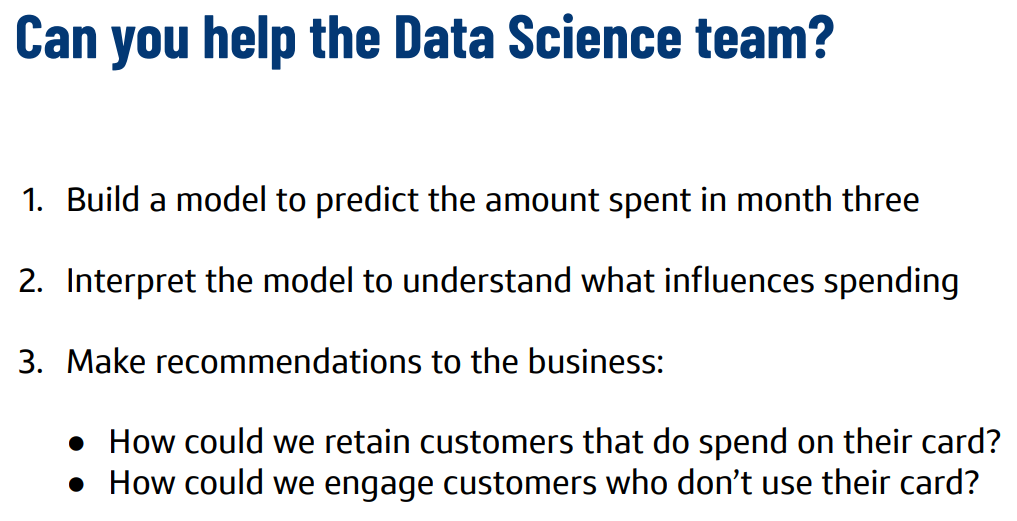 Can you help the Data Science team?
1. Build a model to predict the amount spent in month three
2. Interpret the model to understand what influences spending
3. Make recommendations to the business:
● How could we retain customers that do spend on their card?
● How could we engage customers who don’t use their card?